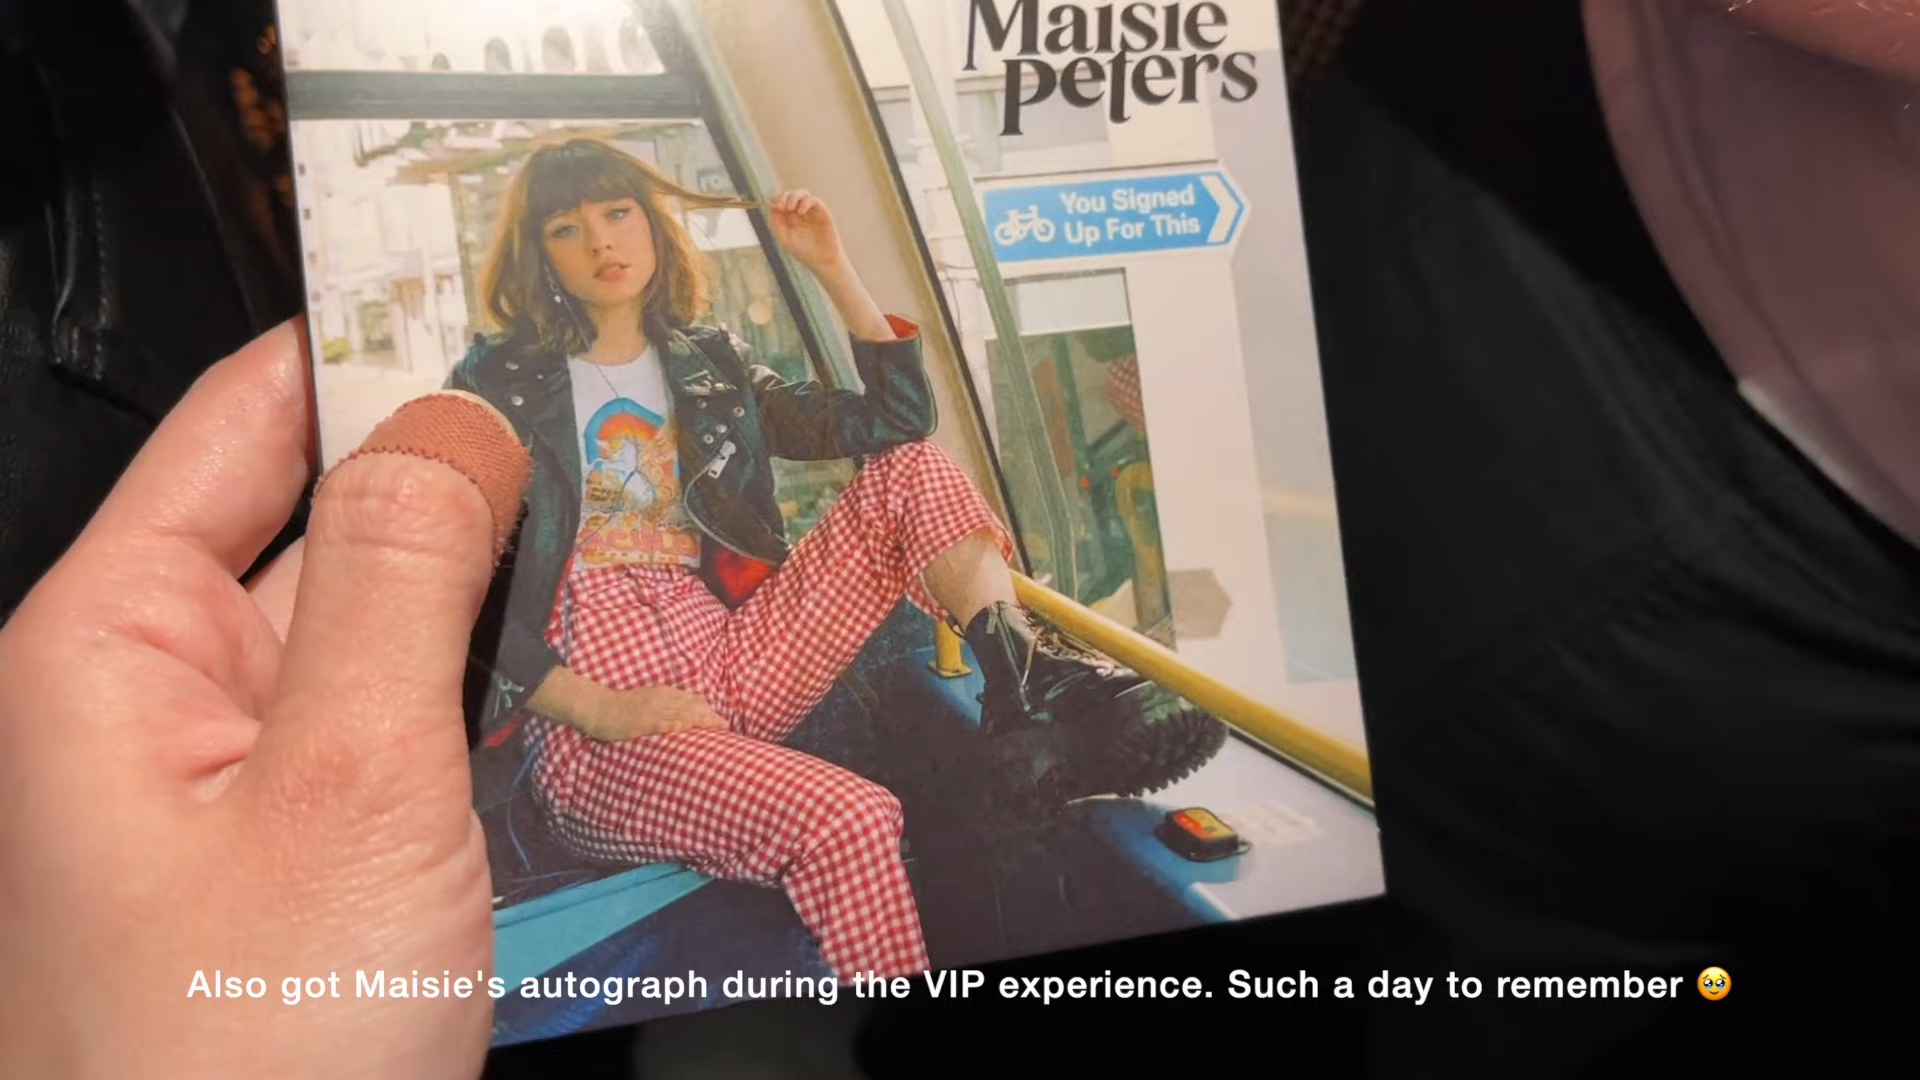 Maisie
peters
You Signed
Up For This
Also got Maisie's autograph during the VIP experience. Such a day to remember 🥹